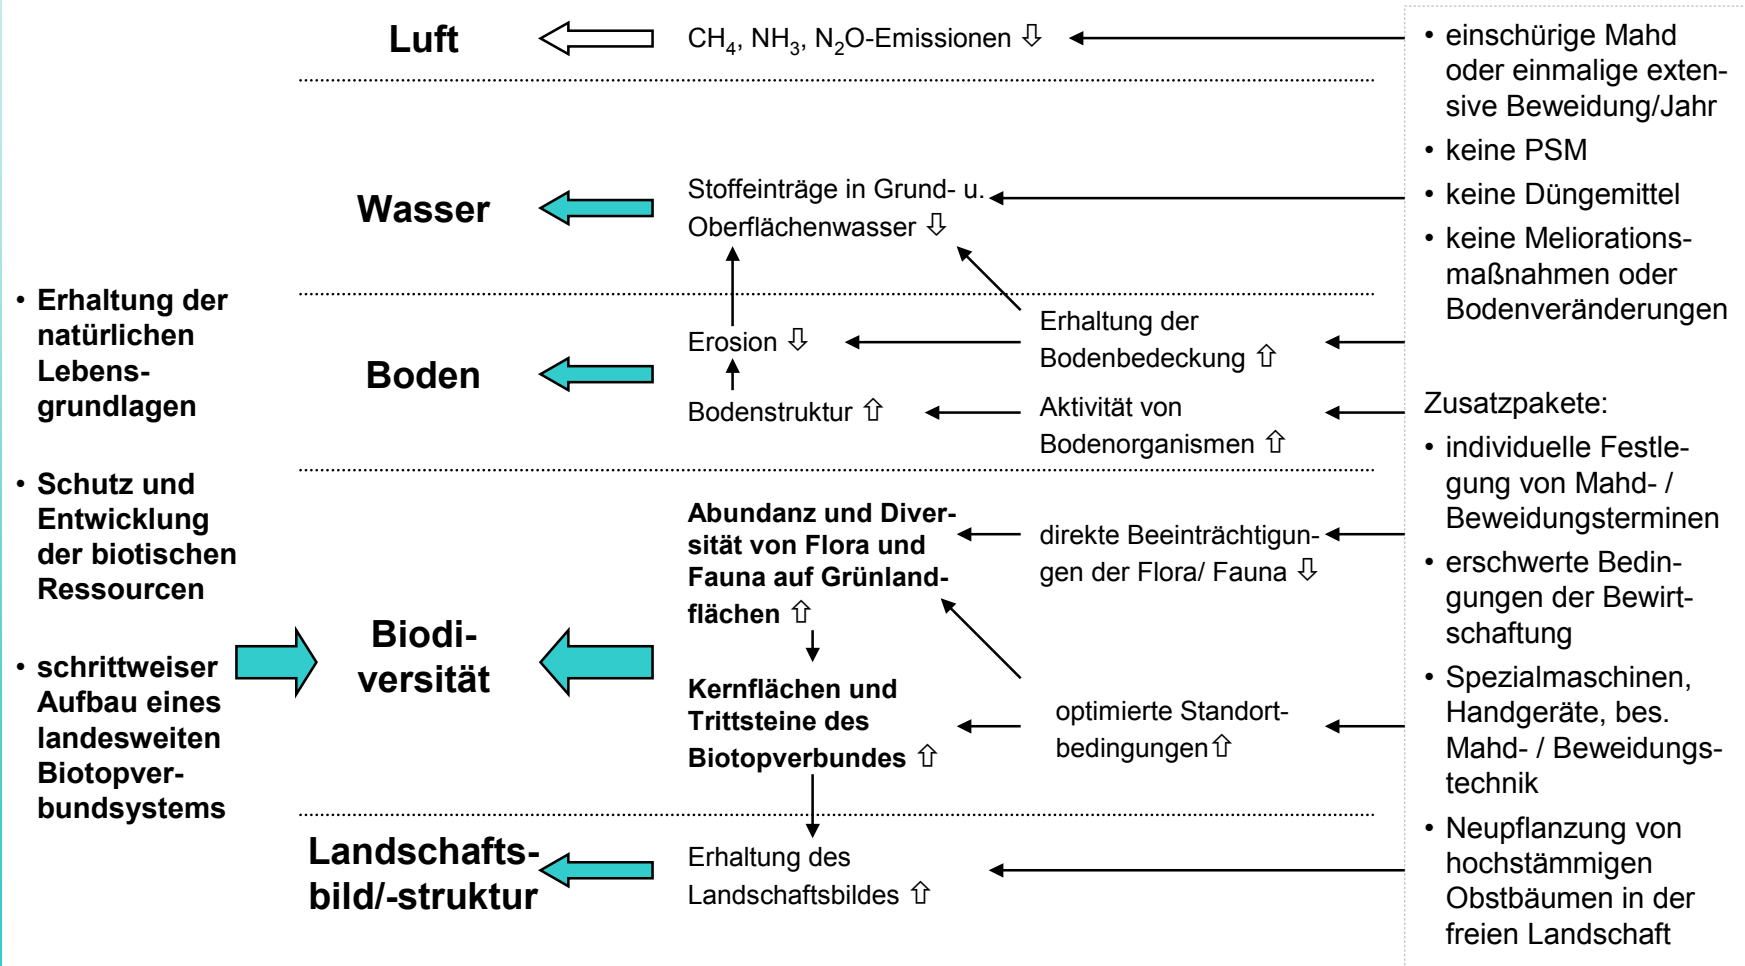 • Erhaltung der
natürlichen
Lebens-
grundlagen
• Schutz und
Entwicklung
der biotischen
Ressourcen
• schrittweiser
Aufbau eines
landesweiten
Biotopver-
bundsystems
Luft
CH₄, NH₃, N₂O-Emissionen ⇩
Wasser
Stoffeinträge in Grund- u.
Oberflächenwasser ⇩
Boden
Erosion ⇩
Erhaltung der
Bodenbedeckung ⇧
Bodenstruktur ⇧
Aktivität von
Bodenorganismen ⇧
Biodi-
versität
Abundanz und Diver-
sität von Flora und
Fauna auf Grünland-
flächen ⇧
direkte Beeinträchtigun-
gen der Flora/ Fauna ⇩
Kernflächen und
Trittsteine des
Biotopverbundes ⇧
optimierte Standort-
bedingungen⇧
Landschafts-
bild/-struktur
Erhaltung des
Landschaftsbildes ⇧
• einschürige Mahd
oder einmalige exten-
sive Beweidung/Jahr
• keine PSM
• keine Düngemittel
• keine Meliorations-
maßnahmen oder
Bodenveränderungen
Zusatzpakete:
• individuelle Festle-
gung von Mahd- /
Beweidungsterminen
• erschwerte Bedin-
gungen der Bewirt-
schaftung
• Spezialmaschinen,
Handgeräte, bes.
Mahd- / Beweidungs-
technik
• Neupflanzung von
hochstämmigen
Obstbäumen in der
freien Landschaft